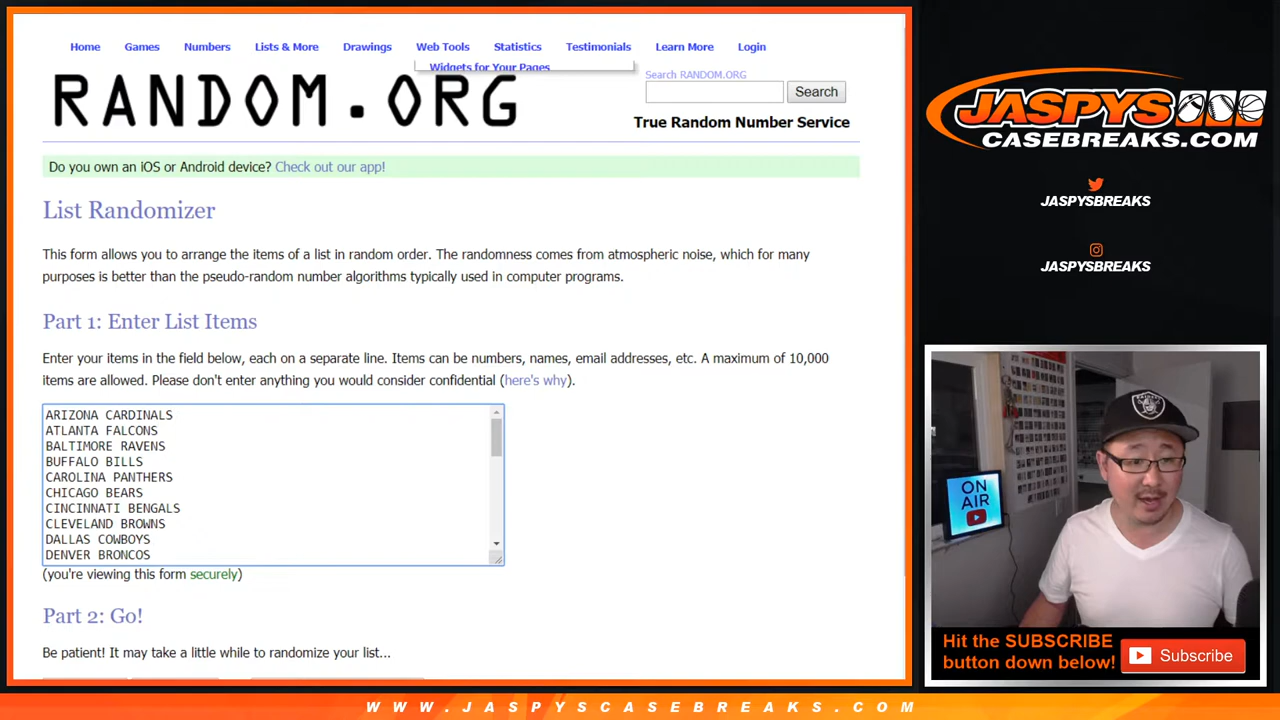 Home Games Numbers Lists & More Drawings Web Tools Statistics Testimonials Learn More Login
Widgets for Your Pages
RANDOM.ORG
Search RANDOM.ORG
Search
True Random Number Service
Do you own an iOS or Android device? Check out our app!
List Randomizer
This form allows you to arrange the items of a list in random order. The randomness comes from atmospheric noise, which for many
purposes is better than the pseudo-random number algorithms typically used in computer programs.
Part 1: Enter List Items
Enter your items in the field below, each on a separate line. Items can be numbers, names, email addresses, etc. A maximum of 10,000
items are allowed. Please don't enter anything you would consider confidential (here's why).
ARIZONA CARDINALS
ATLANTA FALCONS
BALTIMORE RAVENS
BUFFALO BILLS
CAROLINA PANTHERS
CHICAGO BEARS
CINCINNATI BENGALS
CLEVELAND BROWNS
DALLAS COWBOYS
DENVER BRONCOS
(you're viewing this form securely)
Part 2: Go!
Be patient! It may take a little while to randomize your list...
JASPYS
CASEBREAKS.COM
JASPYSBREAKS
JASPYSBREAKS
ON
AIR
Hit the SUBSCRIBE
button down below!
Subscribe
WWW.JASPYSCASEBREAKS.COM